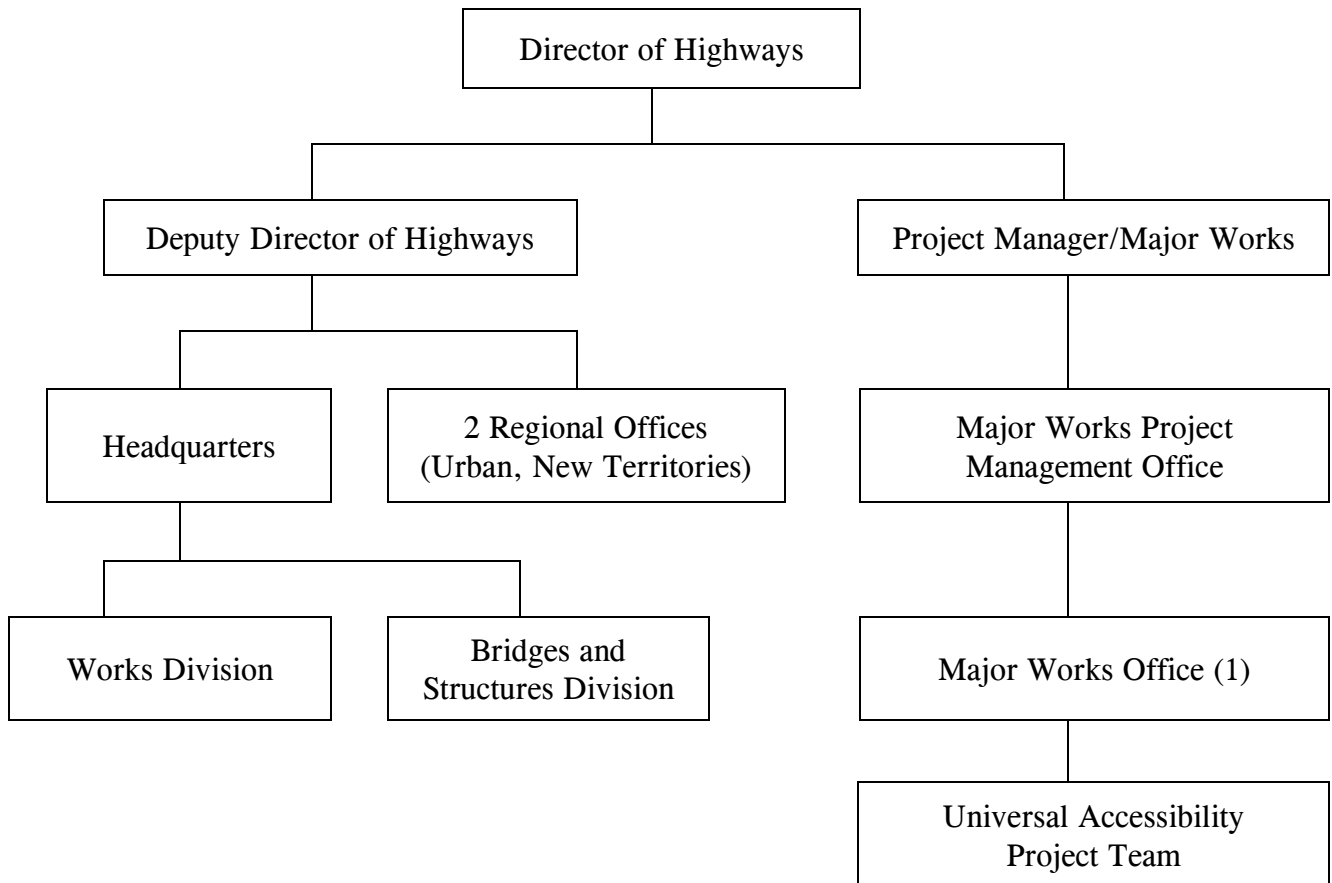 Director of Highways
Deputy Director of Highways
Project Manager/Major Works
Headquarters
2 Regional Offices
(Urban, New Territories)
Major Works Project
Management Office
Works Division
Bridges and
Structures Division
Major Works Office (1)
Universal Accessibility
Project Team